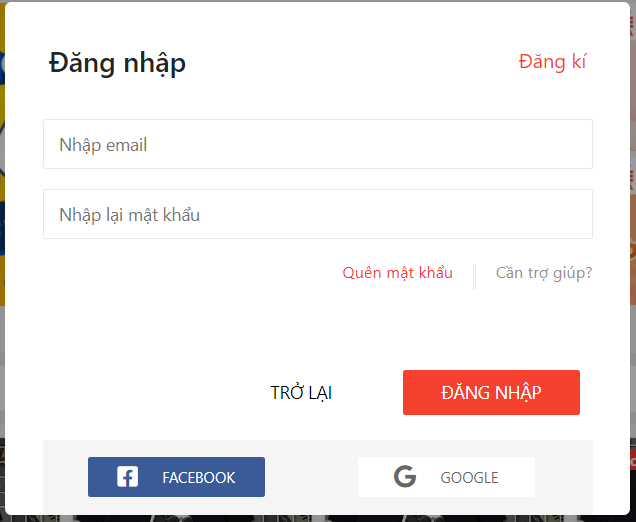 Đăng nhập
Đăng kí
Nhập email
Nhập lại mật khẩu
Quên mật khẩu
Cần trợ giúp?
TRỞ LẠI
ĐĂNG NHẬP
FACEBOOK
GOOGLE